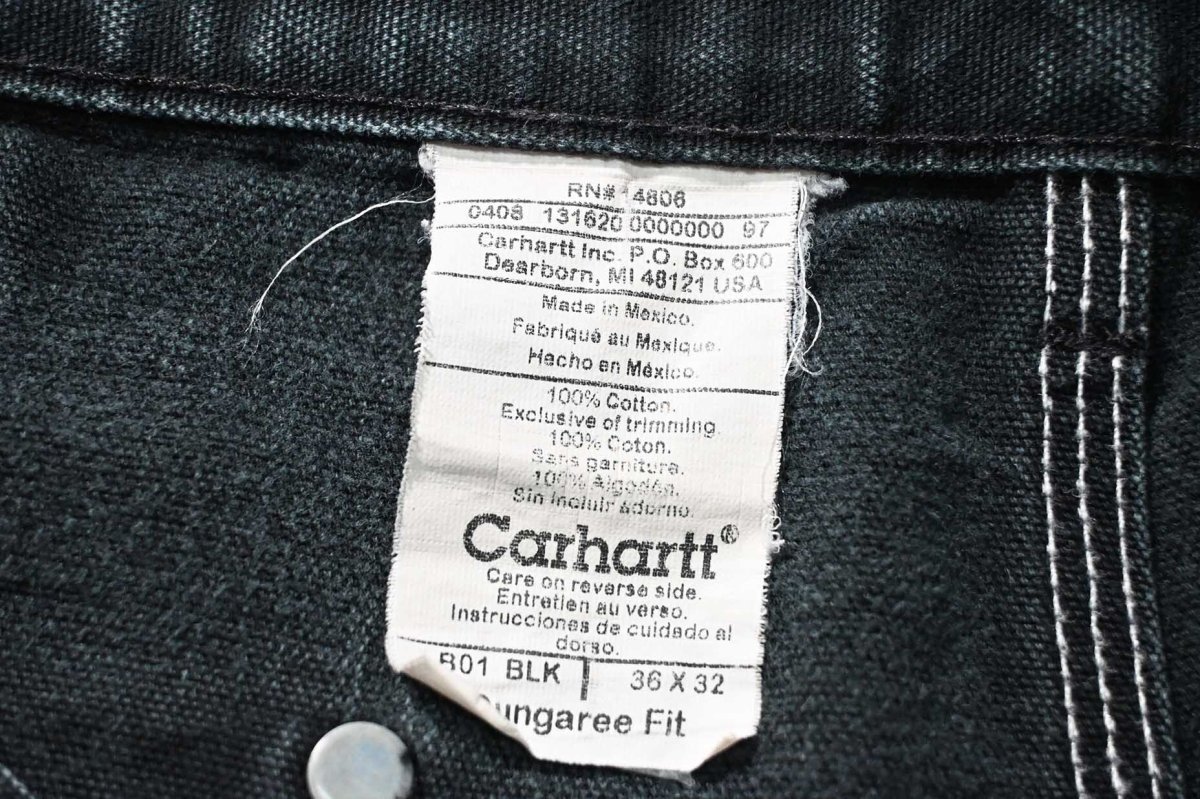 RN# 14806
0408 131620 0000000 97
Carhartt Inc. P.O. Box 600
Dearborn, MI 48121 USA
Made in Mexico.
Fabriqué au Mexique.
Hecho en México.
100% Cotton.
Exclusive of trimming.
100% Coton.
Sans garniture.
100% Algodón.
Sin incluir adorno.
Carhartt®
Care on reverse side.
Entretien au verso.
Instrucciones de cuidado al
dorso.
B01 BLK | 36 X 32
Dungaree Fit